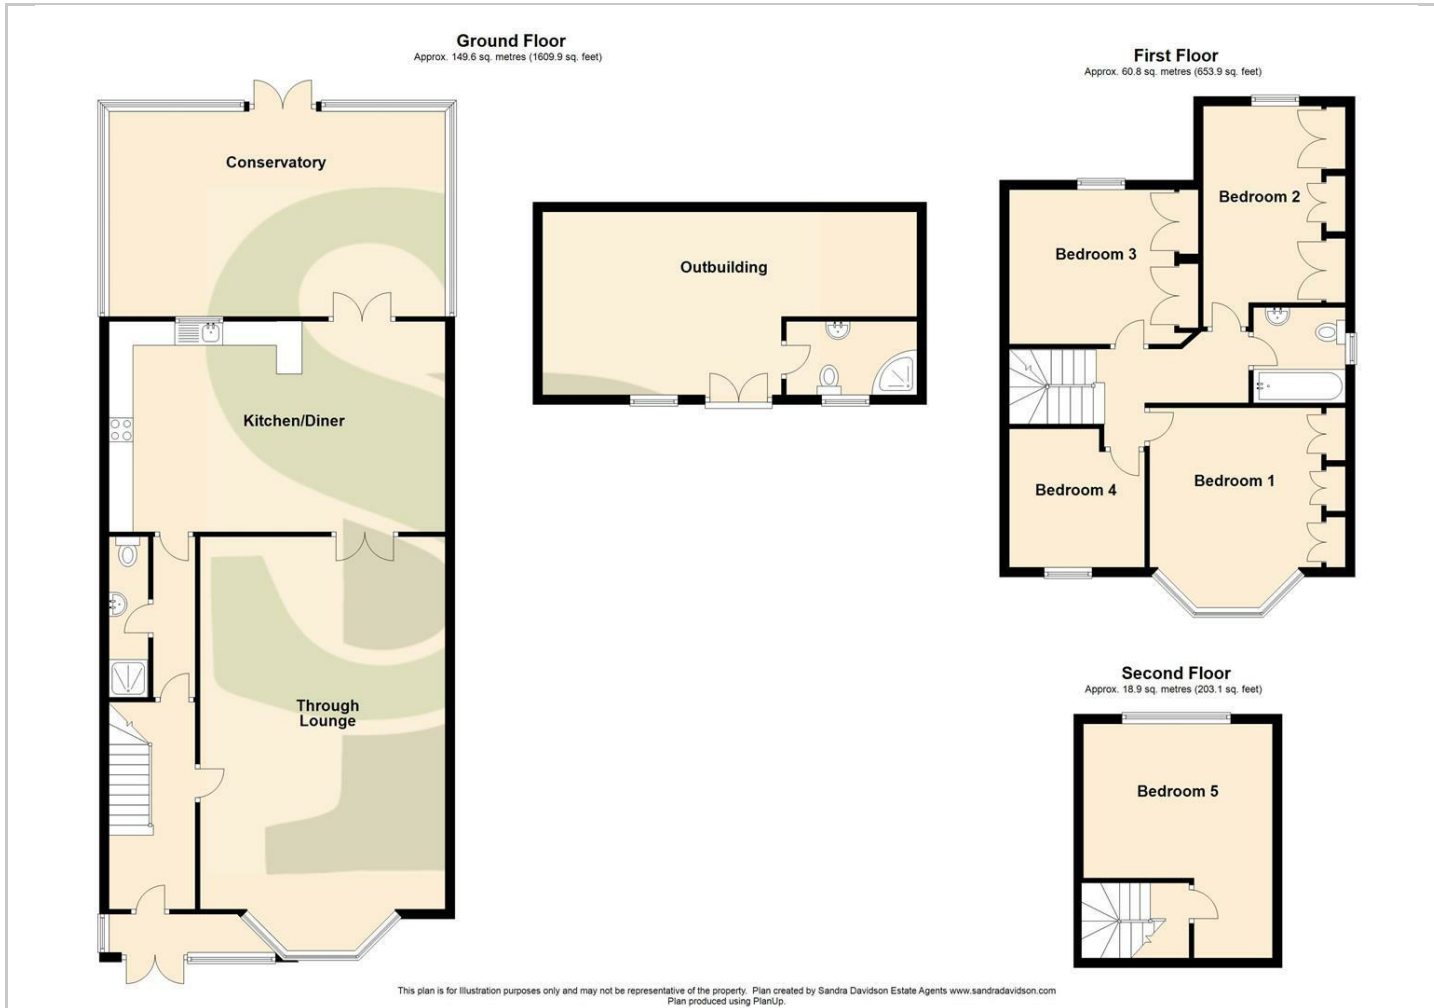 Ground Floor
Approx. 149.6 sq. metres (1609.9 sq. feet)
First Floor
Approx. 60.8 sq. metres (653.9 sq. feet)
Conservatory
Outbuilding
Bedroom 2
Bedroom 3
Kitchen/Diner
Bedroom 4
Bedroom 1
Through
Lounge
Second Floor
Approx. 18.9 sq. metres (203.1 sq. feet)
Bedroom 5
This plan is for Illustration purposes only and may not be representative of the property. Plan created by Sandra Davidson Estate Agents www.sandradavidson.com
Plan produced using PlanUp.